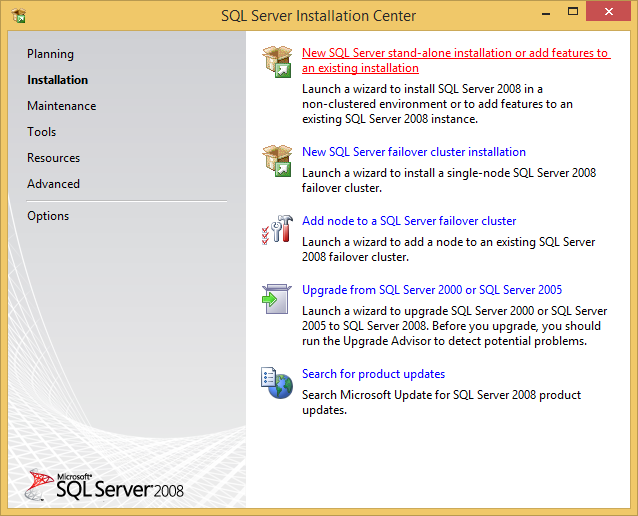 SQL Server Installation Center
Planning
Installation
Maintenance
Tools
Resources
Advanced
Options
New SQL Server stand-alone installation or add features to
an existing installation
Launch a wizard to install SQL Server 2008 in a
non-clustered environment or to add features to an
existing SQL Server 2008 instance.
New SQL Server failover cluster installation
Launch a wizard to install a single-node SQL Server 2008
failover cluster.
Add node to a SQL Server failover cluster
Launch a wizard to add a node to an existing SQL Server
2008 failover cluster.
Upgrade from SQL Server 2000 or SQL Server 2005
Launch a wizard to upgrade SQL Server 2000 or SQL Server
2005 to SQL Server 2008. Before you upgrade, you should
run the Upgrade Advisor to detect potential problems.
Search for product updates
Search Microsoft Update for SQL Server 2008 product
updates.
Microsoft®
SQL Server® 2008